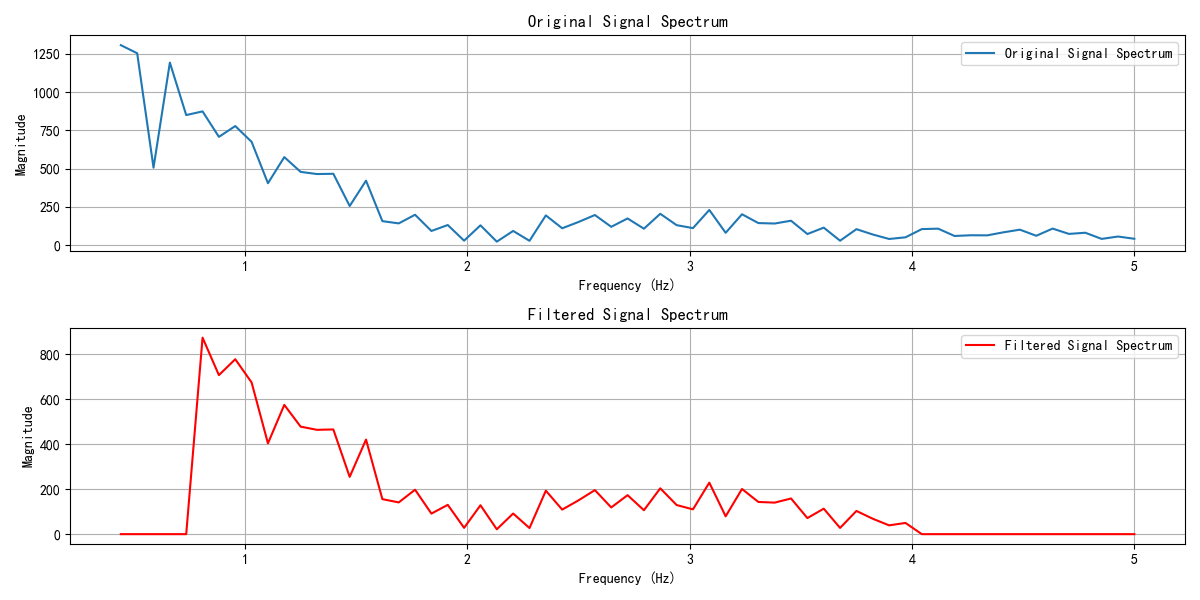 Original Signal Spectrum
1250
1000
750
500
250
0
Magnitude
Original Signal Spectrum
1 2 3 4 5
Frequency (Hz)
Filtered Signal Spectrum
800
600
400
200
0
Magnitude
Filtered Signal Spectrum
1 2 3 4 5
Frequency (Hz)